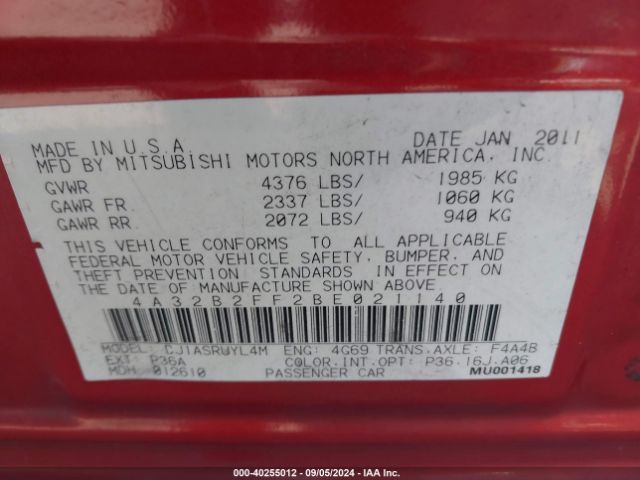 MADE IN U.S.A. DATE JAN 2011
MFD BY MITSUBISHI MOTORS NORTH AMERICA, INC.
GVWR 4376 LBS/ 1985 KG
GAWR FR. 2337 LBS/ 1060 KG
GAWR RR. 2072 LBS/ 940 KG
THIS VEHICLE CONFORMS TO ALL APPLICABLE
FEDERAL MOTOR VEHICLE SAFETY, BUMPER, AND
THEFT PREVENTION STANDARDS IN EFFECT ON
THE DATE OF MANUFACTURE SHOWN ABOVE.
4A32B2FF2BE021140
MODEL: CJ1ASRUYL4M ENG: 4G69 TRANS.AXLE: F4A4B
EXT: P36A COLOR.INT.OPT: P36.16J.A06
MDH: 012610 PASSENGER CAR MU001418
0000-40255012 - 09/05/2024 - IAA Inc.